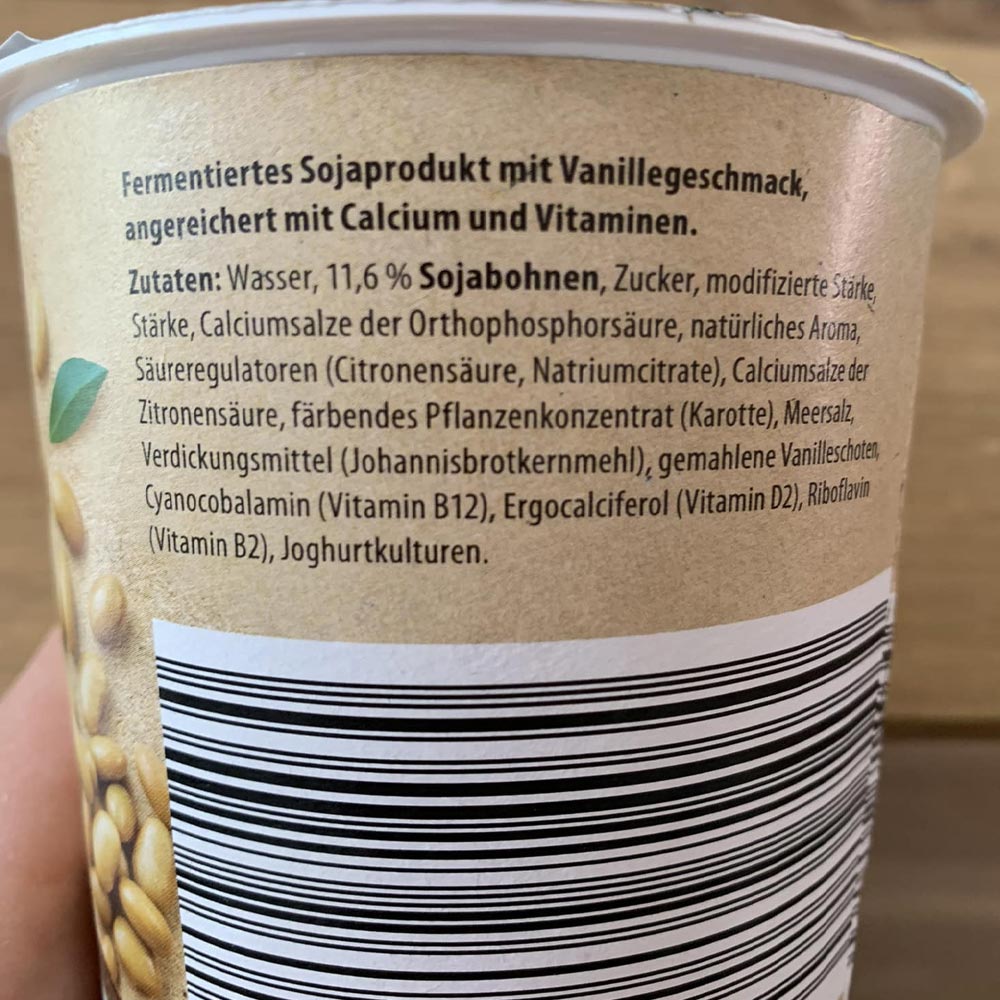 Fermentiertes Sojaprodukt mit Vanillegeschmack,
angereichert mit Calcium und Vitaminen.
Zutaten: Wasser, 11,6 % Sojabohnen, Zucker, modifizierte Stärke,
Stärke, Calciumsalze der Orthophosphorsäure, natürliches Aroma,
Säureregulatoren (Citronensäure, Natriumcitrate), Calciumsalze der
Zitronensäure, färbendes Pflanzenkonzentrat (Karotte), Meersalz,
Verdickungsmittel (Johannisbrotkernmehl), gemahlene Vanilleschoten,
Cyanocobalamin (Vitamin B12), Ergocalciferol (Vitamin D2), Riboflavin
(Vitamin B2), Joghurtkulturen.